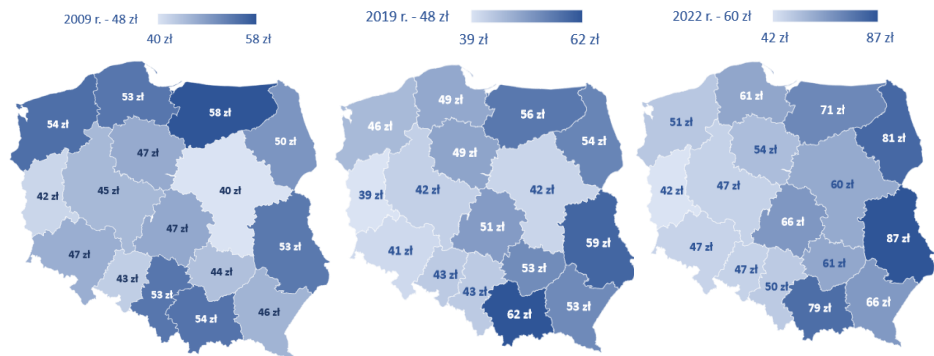 2009 r. - 48 zł
40 zł
58 zł
2019 r. - 48 zł
39 zł
62 zł
2022 r. - 60 zł
42 zł
87 zł
54 zł
53 zł
58 zł
50 zł
47 zł
42 zł
45 zł
40 zł
47 zł
47 zł
53 zł
43 zł
53 zł
44 zł
54 zł
46 zł
46 zł
49 zł
56 zł
54 zł
49 zł
39 zł
42 zł
42 zł
51 zł
59 zł
41 zł
43 zł
43 zł
53 zł
62 zł
53 zł
51 zł
61 zł
71 zł
81 zł
54 zł
42 zł
47 zł
60 zł
66 zł
87 zł
47 zł
47 zł
50 zł
61 zł
79 zł
66 zł